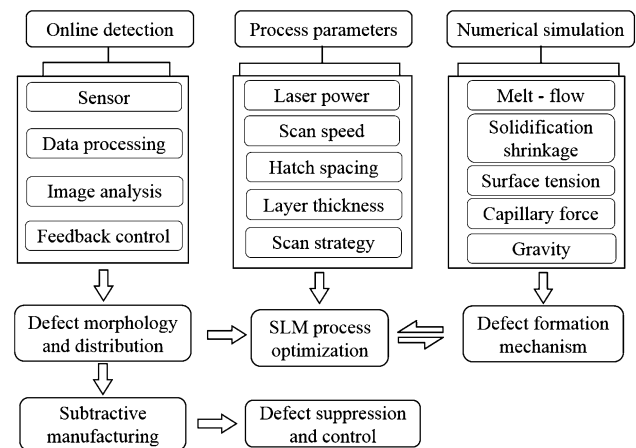 Online detection
Process parameters
Numerical simulation
Sensor
Data processing
Image analysis
Feedback control
Laser power
Scan speed
Hatch spacing
Layer thickness
Scan strategy
Melt - flow
Solidification
shrinkage
Surface tension
Capillary force
Gravity
Defect morphology
and distribution
SLM process
optimization
Defect formation
mechanism
Subtractive
manufacturing
Defect suppression
and control